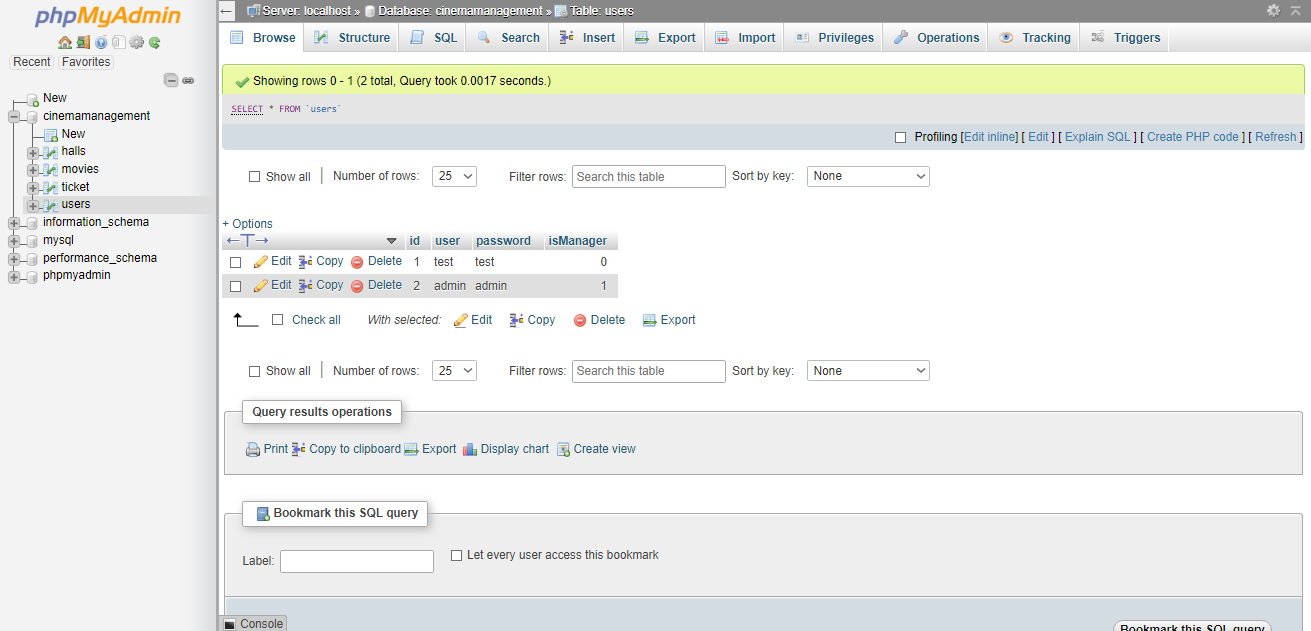 phpMyAdmin
Recent Favorites
New
cinemamanagement
New
halls
movies
ticket
users
information_schema
mysql
performance_schema
phpmyadmin
Server: localhost » Database: cinemamanagement » Table: users
Browse Structure SQL Search Insert Export Import Privileges Operations Tracking Triggers
Showing rows 0 - 1 (2 total, Query took 0.0017 seconds.)
SELECT * FROM `users`
Profiling [Edit inline] [ Edit ] [ Explain SQL ] [ Create PHP code ] [ Refresh ]
Show all Number of rows: 25 Filter rows: Search this table Sort by key: None
+ Options
←T→ id user password isManager
Edit Copy Delete 1 test test 0
Edit Copy Delete 2 admin admin 1
Check all With selected: Edit Copy Delete Export
Show all Number of rows: 25 Filter rows: Search this table Sort by key: None
Query results operations
Print Copy to clipboard Export Display chart Create view
Bookmark this SQL query
Label: Let every user access this bookmark
Console
Bookmark this SQL query